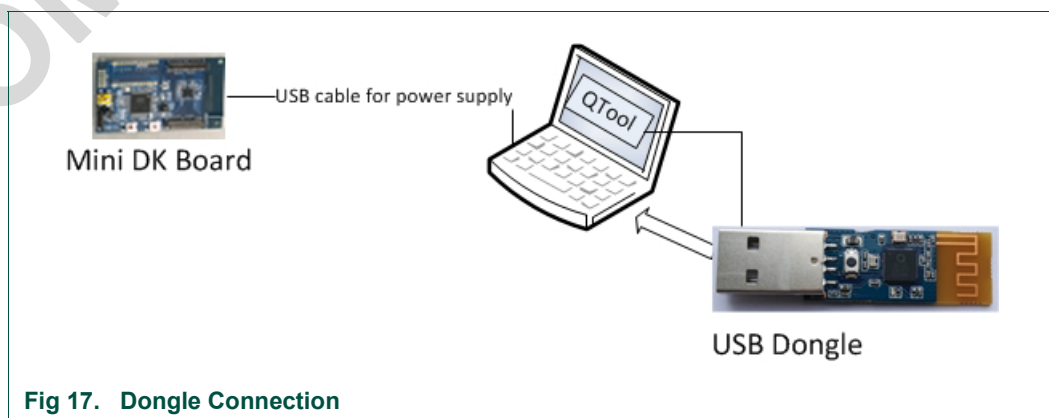 USB cable for power supply
QTool
Mini DK Board
USB Dongle
Fig 17. Dongle Connection